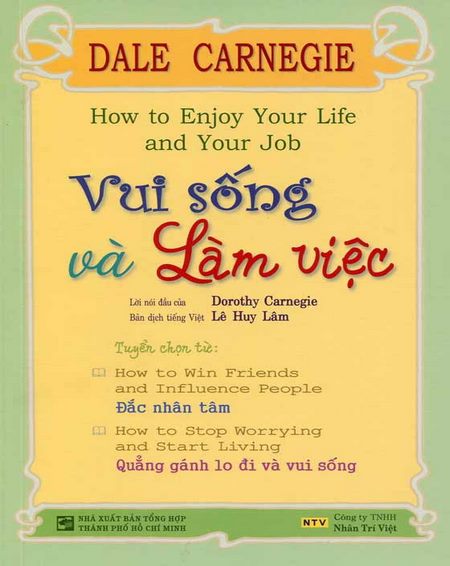 DALE CARNEGIE
How to Enjoy Your Life
and Your Job
Vui sống
và Làm việc
Lời nói đầu của Dorothy Carnegie
Bản dịch tiếng Việt Lê Huy Lâm
Tuyển chọn từ:
How to Win Friends
and Influence People
Đắc nhân tâm
How to Stop Worrying
and Start Living
Quẳng gánh lo đi và vui sống
NHÀ XUẤT BẢN TỔNG HỢP
THÀNH PHỐ HỒ CHÍ MINH
NTV
Công ty TNHH
Nhân Trí Việt